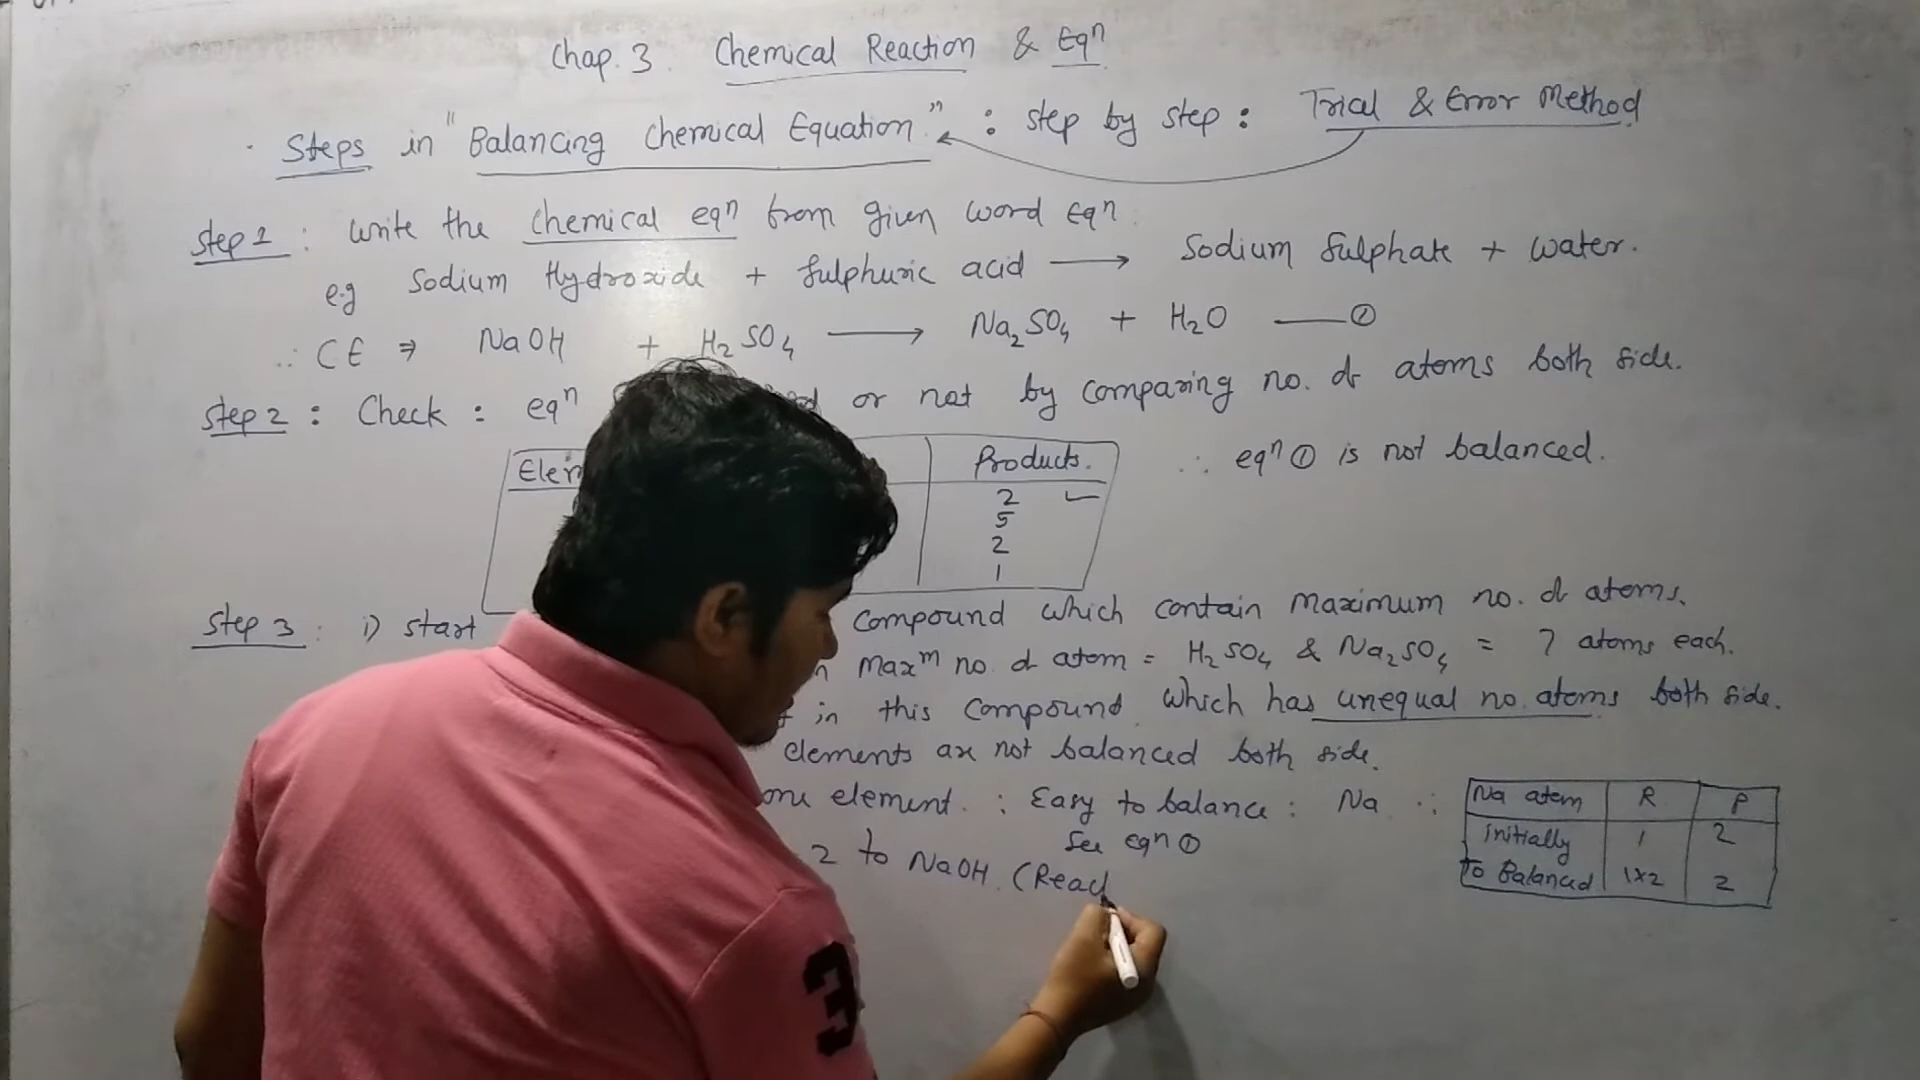 Chap. 3. Chemical Reaction & Eqⁿ
Steps in "Balancing Chemical Equation." : step by step : Trial & Error Method
Step 1 : Write the chemical eqⁿ from given word Eqⁿ
e.g Sodium Hydroxide + Sulphuric acid ⟶ Sodium Sulphate + water.
∴ CE ⇒ NaOH + H₂SO₄ ⟶ Na₂SO₄ + H₂O — ①
Step 2 : Check : eqⁿ or not by comparing no. of atoms both side.
Products.
2 ✓
5
2
1
∴ eqⁿ ① is not balanced.
Step 3 : i) start compound which contain maximum no. of atoms.
maxᵐ no. of atom = H₂SO₄ & Na₂SO₄ = 7 atoms each.
in this compound which has unequal no. atoms both side.
elements are not balanced both side.
one element. : Easy to balance : Na ∴
See eqn ①
2 to NaOH. (Reac
Na atom R P
initially 1 2
To Balanced 1×2 2
3